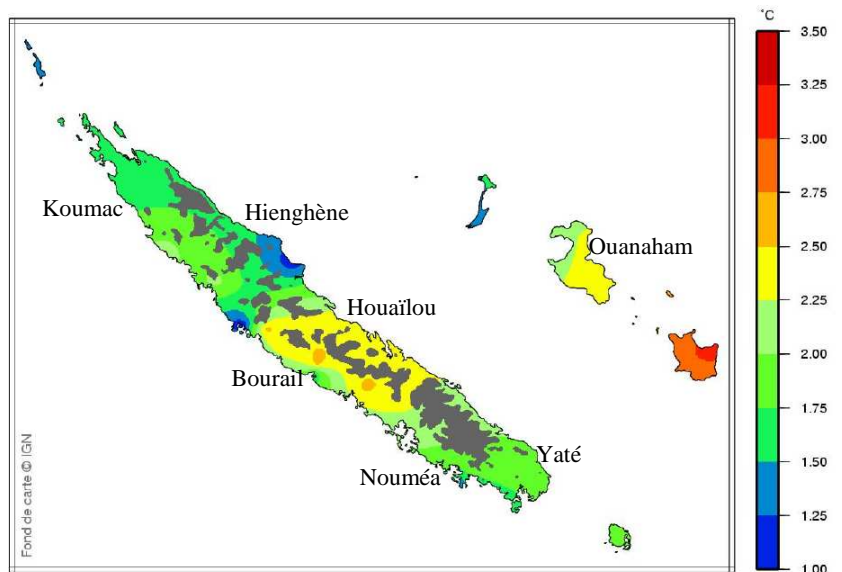 °C
3.50
3.25
3.00
2.75
2.50
2.25
2.00
1.75
1.50
1.25
1.00
Koumac
Hienghène
Ouanaham
Houaïlou
Bourail
Yaté
Nouméa
Fond de carte © IGN